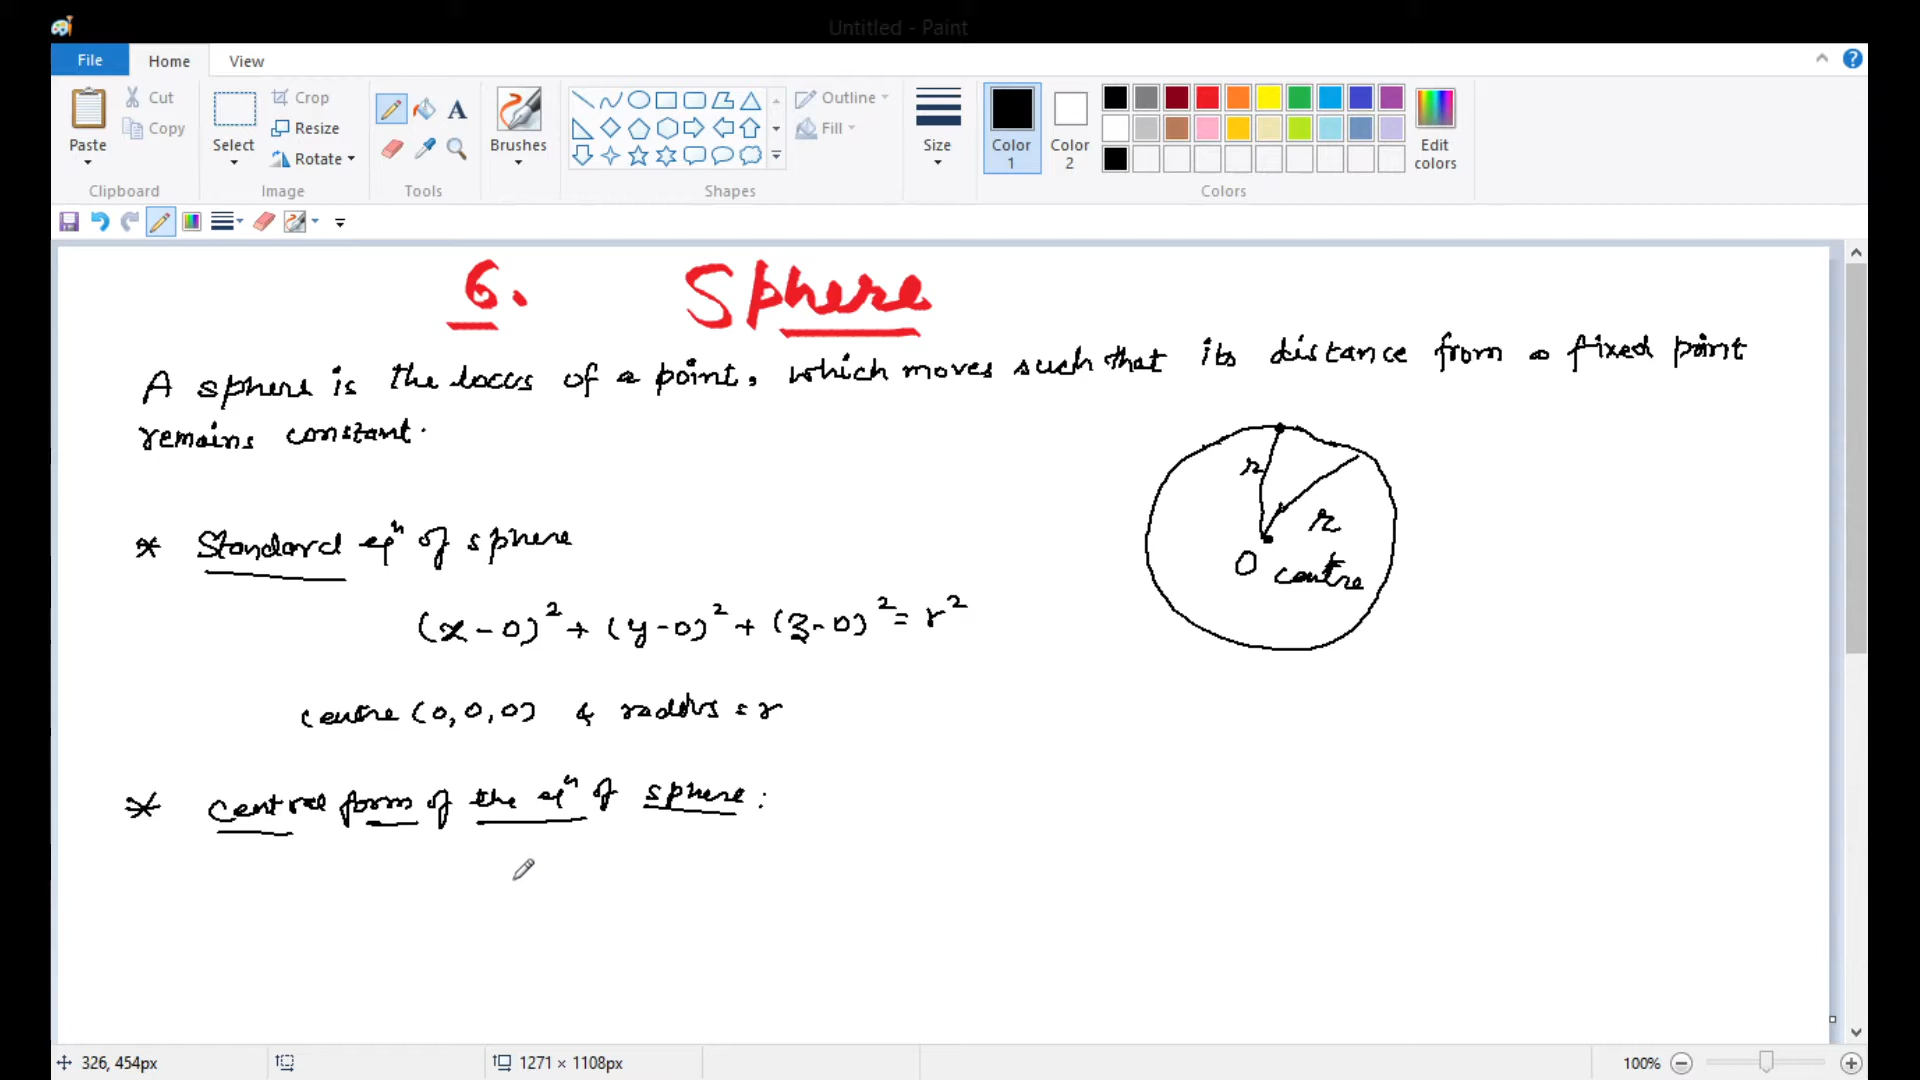 Untitled - Paint
File Home View
Paste
Cut
Copy
Clipboard
Select
Crop
Resize
Rotate
Image
Tools
Brushes
Shapes
Outline
Fill
Size
Color 1
Color 2
Edit colors
Colors
6. Sphere
A sphere is the locus of a point, which moves such that its distance from a fixed point
remains constant.
r
r
O centre
* Standard eqⁿ of sphere
(x-0)² + (y-0)² + (z-0)² = r²
centre (0,0,0) & radius = r
* Central form of the eqⁿ of sphere:
326, 454px
1271 × 1108px
100%